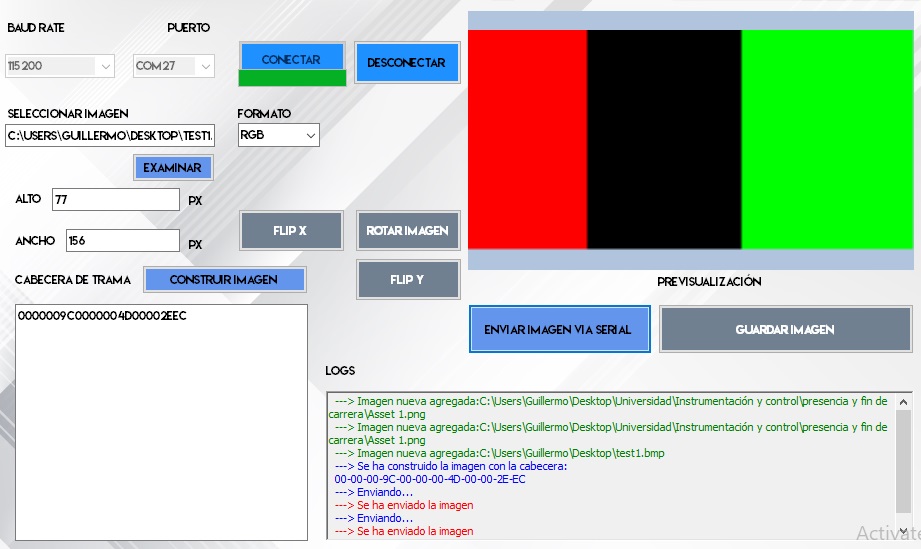 BAUD RATE
PUERTO
115200
COM27
CONECTAR
DESCONECTAR
SELECCIONAR IMAGEN
FORMATO
C:\USERS\GUILLERMO\DESKTOP\TEST1.
RGB
EXAMINAR
ALTO 77 PX
ANCHO 156 PX
FLIP X
ROTAR IMAGEN
CABECERA DE TRAMA
CONSTRUIR IMAGEN
FLIP Y
PREVISUALIZACIÓN
0000009C0000004D00002EEC
ENVIAR IMAGEN VIA SERIAL
GUARDAR IMAGEN
LOGS
---> Imagen nueva agregada:C:\Users\Guillermo\Desktop\Universidad\Instrumentación y control\presencia y fin de
carrera\Asset 1.png
---> Imagen nueva agregada:C:\Users\Guillermo\Desktop\Universidad\Instrumentación y control\presencia y fin de
carrera\Asset 1.png
---> Imagen nueva agregada:C:\Users\Guillermo\Desktop\test1.bmp
---> Se ha construido la imagen con la cabecera:
00-00-00-9C-00-00-00-4D-00-00-2E-EC
---> Enviando...
---> Se ha enviado la imagen
---> Enviando...
---> Se ha enviado la imagen